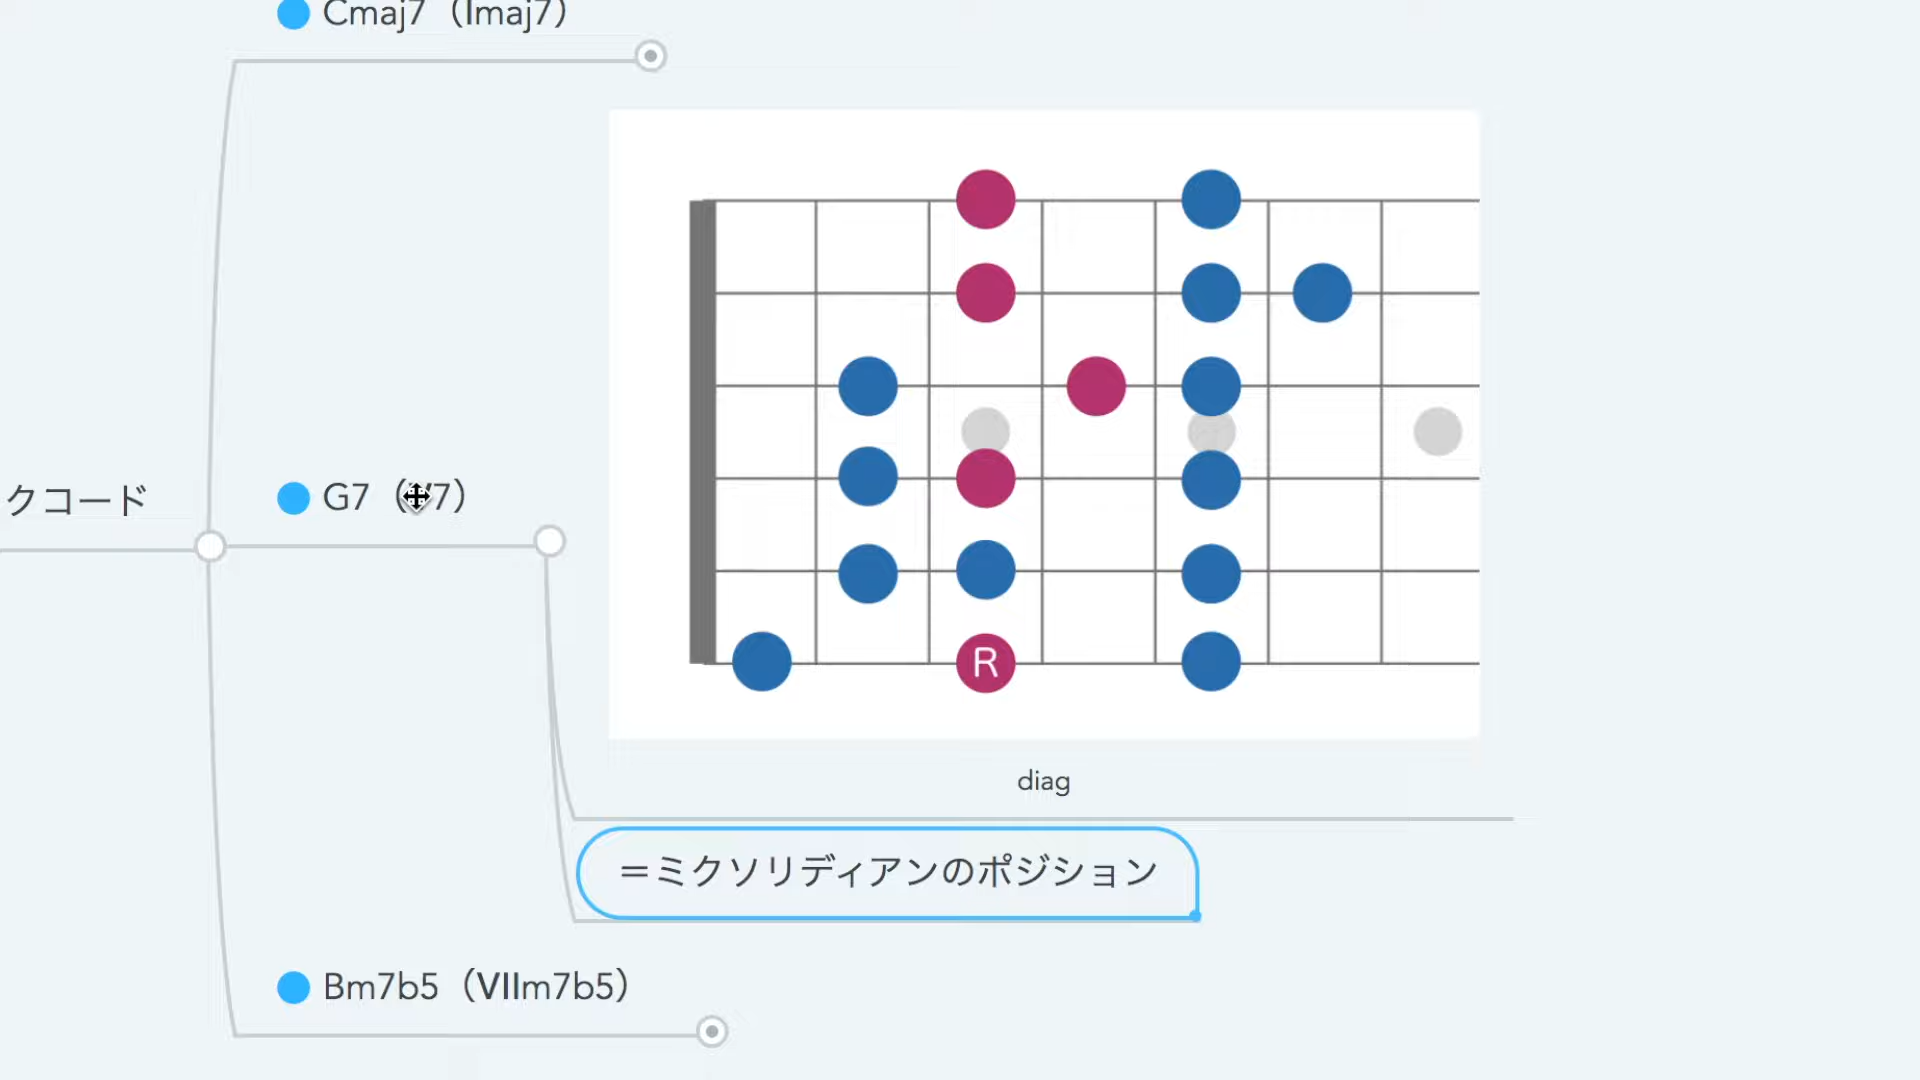 Cmaj7（Imaj7）
クコード
G7（V7）
R
diag
＝ミクソリディアンのポジション
Bm7b5（VIIm7b5）